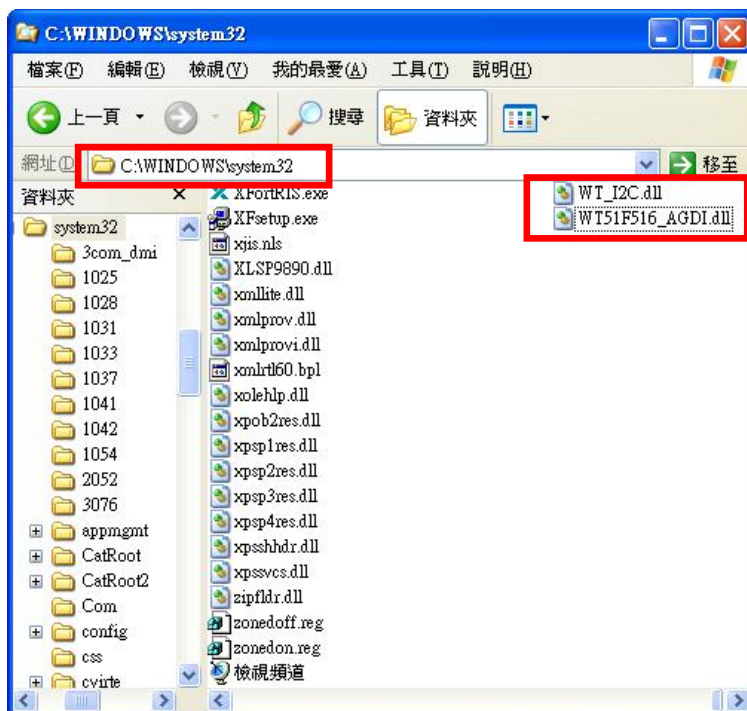 C:\WINDOWS\system32
檔案(F) 編輯(E) 檢視(V) 我的最愛(A) 工具(T) 說明(H)
上一頁 搜尋 資料夾
網址(D) C:\WINDOWS\system32 移至
資料夾
system32
3com_dmi
1025
1028
1031
1033
1037
1041
1042
1054
2052
3076
appmgmt
CatRoot
CatRoot2
Com
config
css
cvirte
XFortRIS.exe
XFsetup.exe
xjis.nls
XLSP9890.dll
xmllite.dll
xmlprov.dll
xmlprovi.dll
xmlrtl60.bpl
xolehlp.dll
xpob2res.dll
xpsp1res.dll
xpsp2res.dll
xpsp3res.dll
xpsp4res.dll
xpsshhdr.dll
xpssvcs.dll
zipfldr.dll
zonedoff.reg
zonedon.reg
檢視頻道
WT_I2C.dll
WT51F516_AGDI.dll